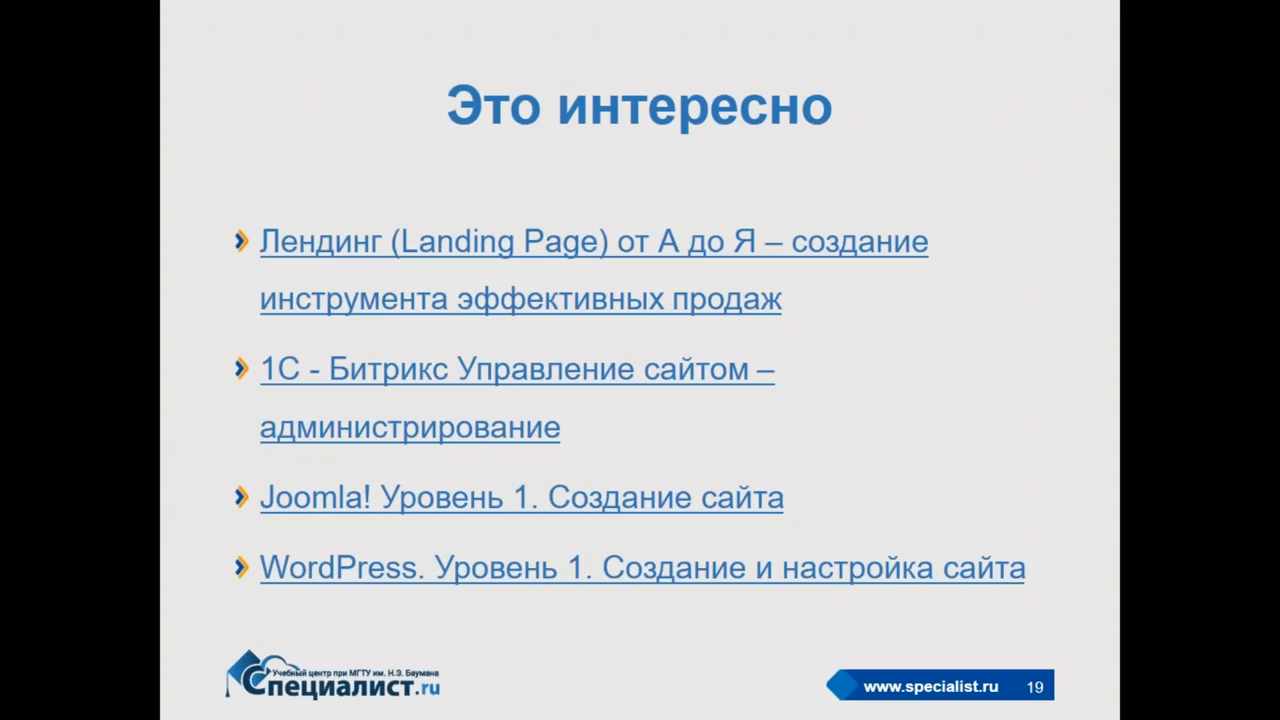 Это интересно
Лендинг (Landing Page) от А до Я – создание
инструмента эффективных продаж
1С - Битрикс Управление сайтом –
администрирование
Joomla! Уровень 1. Создание сайта
WordPress. Уровень 1. Создание и настройка сайта
Учебный центр при МГТУ им. Н.Э. Баумана
Специалист.ru
www.specialist.ru 19